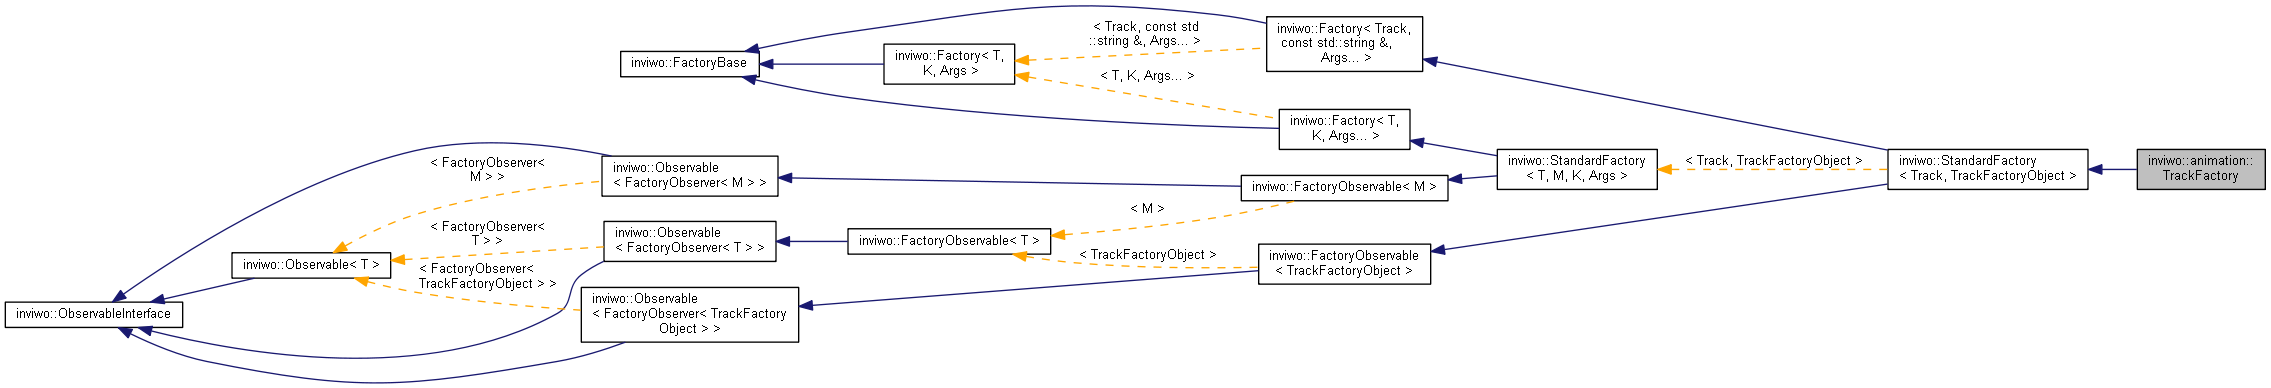 inviwo::FactoryBase
inviwo::Factory< T,
K, Args >
< Track, const std
::string &, Args... >
< T, K, Args... >
inviwo::Factory< Track,
const std::string &,
Args... >
inviwo::Factory< T,
K, Args... >
inviwo::StandardFactory
< T, M, K, Args >
< Track, TrackFactoryObject >
inviwo::StandardFactory
< Track, TrackFactoryObject >
inviwo::animation::
TrackFactory
< FactoryObserver<
M > >
inviwo::Observable
< FactoryObserver< M > >
inviwo::FactoryObservable< M >
< M >
< FactoryObserver<
T > >
inviwo::Observable
< FactoryObserver< T > >
inviwo::FactoryObservable< T >
< TrackFactoryObject >
inviwo::FactoryObservable
< TrackFactoryObject >
inviwo::Observable< T >
< FactoryObserver<
TrackFactoryObject > >
inviwo::Observable
< FactoryObserver< TrackFactory
Object > >
inviwo::ObservableInterface